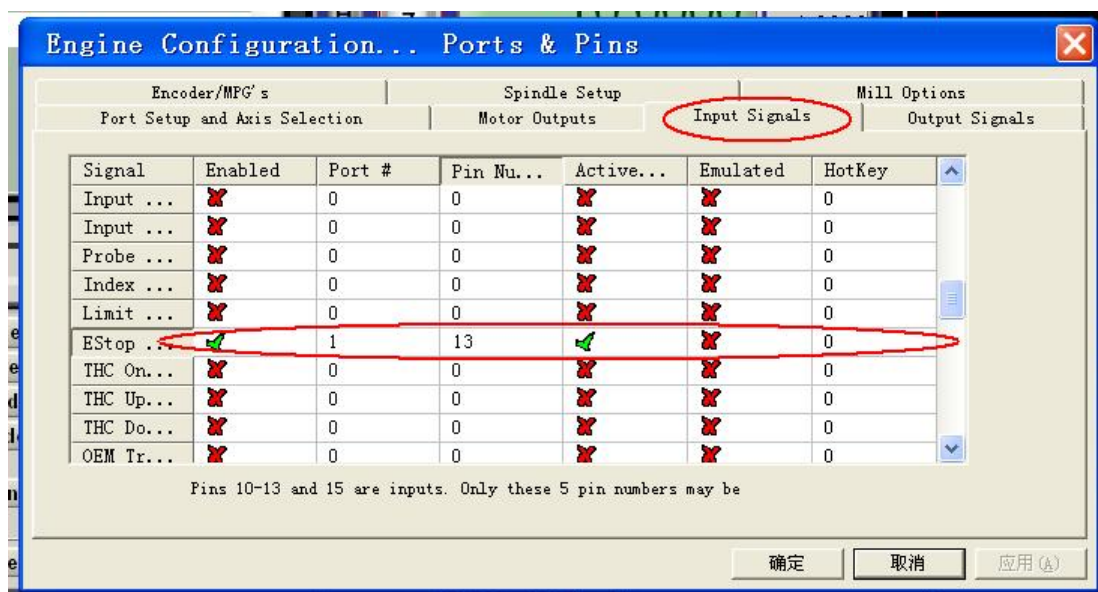 Engine Configuration... Ports & Pins
Encoder/MPG's Spindle Setup Mill Options
Port Setup and Axis Selection Motor Outputs Input Signals Output Signals
Signal Enabled Port # Pin Nu... Active... Emulated HotKey
Input ... 0 0 0
Input ... 0 0 0
Probe ... 0 0 0
Index ... 0 0 0
Limit ... 0 0 0
EStop ... 1 13 0
THC On... 0 0 0
THC Up... 0 0 0
THC Do... 0 0 0
OEM Tr... 0 0 0
Pins 10-13 and 15 are inputs. Only these 5 pin numbers may be
确定 取消 应用(A)